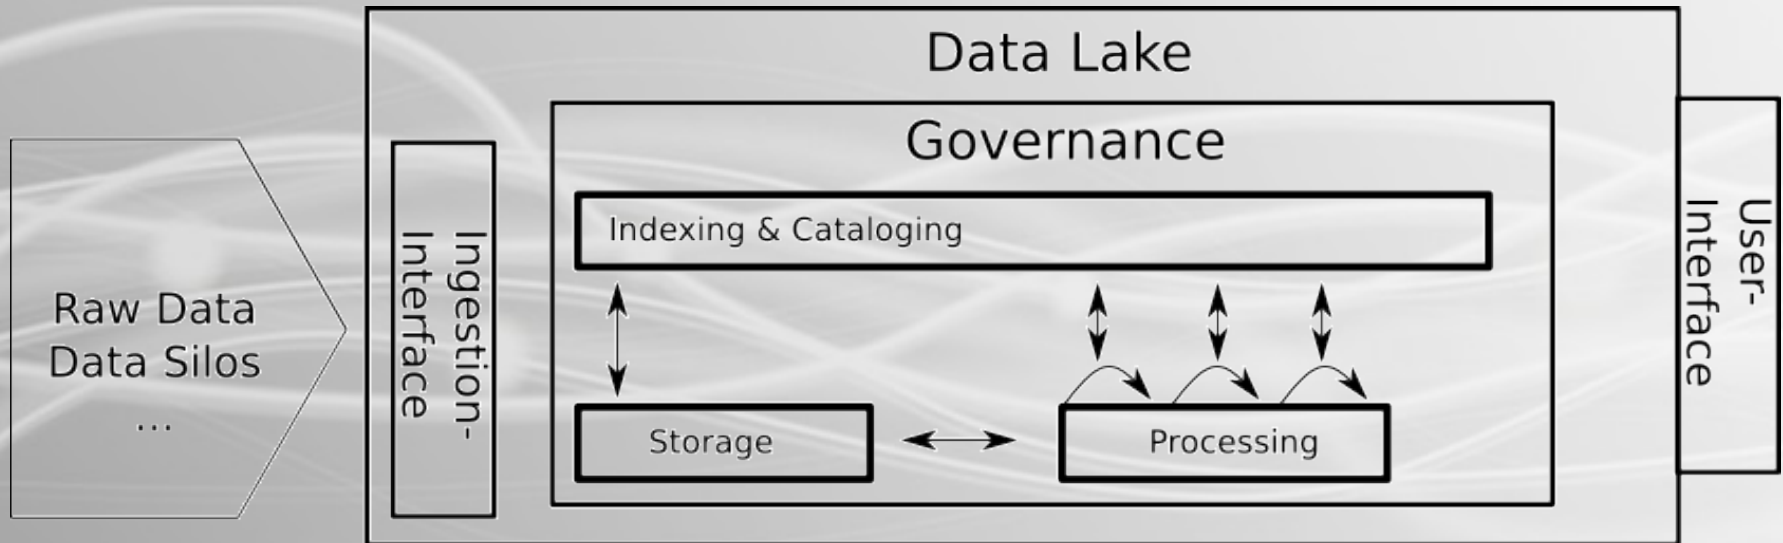 Data Lake
Governance
Indexing & Cataloging
Raw Data
Data Silos
...
Ingestion-
Interface
Storage
Processing
User-
Interface